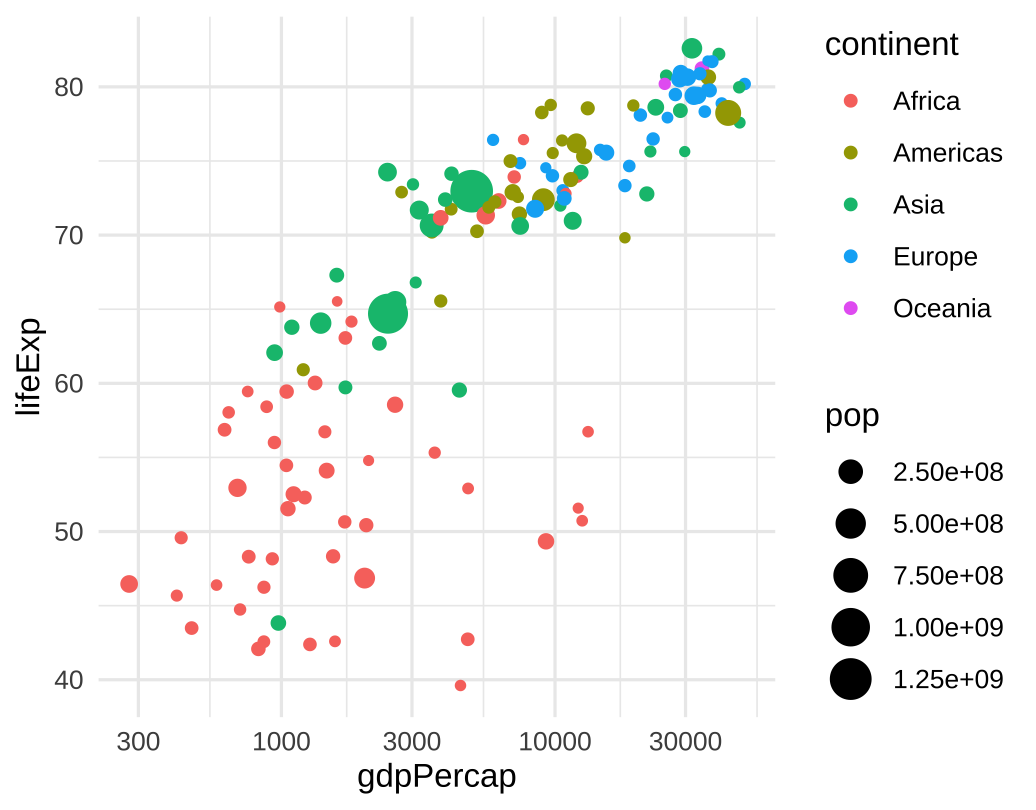 continent
Africa
Americas
Asia
Europe
Oceania
pop
2.50e+08
5.00e+08
7.50e+08
1.00e+09
1.25e+09
lifeExp
80
70
60
50
40
300 1000 3000 10000 30000
gdpPercap